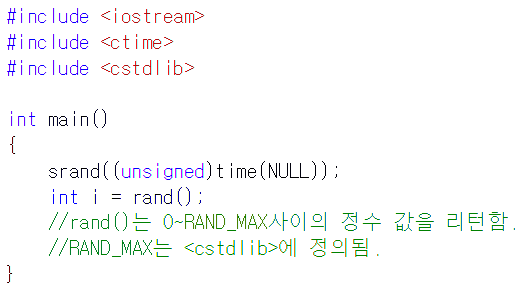 #include <iostream>
#include <ctime>
#include <cstdlib>
int main()
{
srand((unsigned)time(NULL));
int i = rand();
//rand()는 0~RAND_MAX사이의 정수 값을 리턴함.
//RAND_MAX는 <cstdlib>에 정의됨.
}